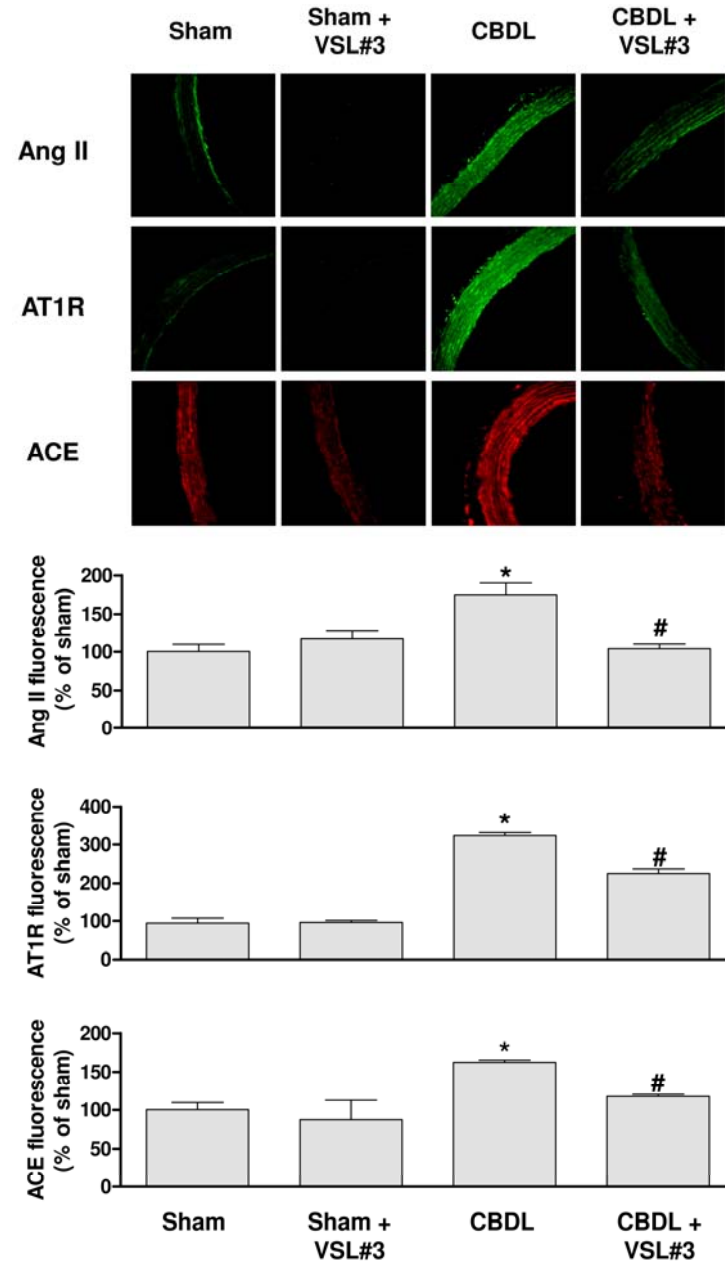 Sham
Sham +
VSL#3
CBDL
CBDL +
VSL#3
Ang II
AT1R
ACE
Ang II fluorescence
(% of sham)
200
150
100
50
0
*
#
AT1R fluorescence
(% of sham)
400
300
200
100
0
*
#
ACE fluorescence
(% of sham)
200
150
100
50
0
*
#
Sham
Sham +
VSL#3
CBDL
CBDL +
VSL#3